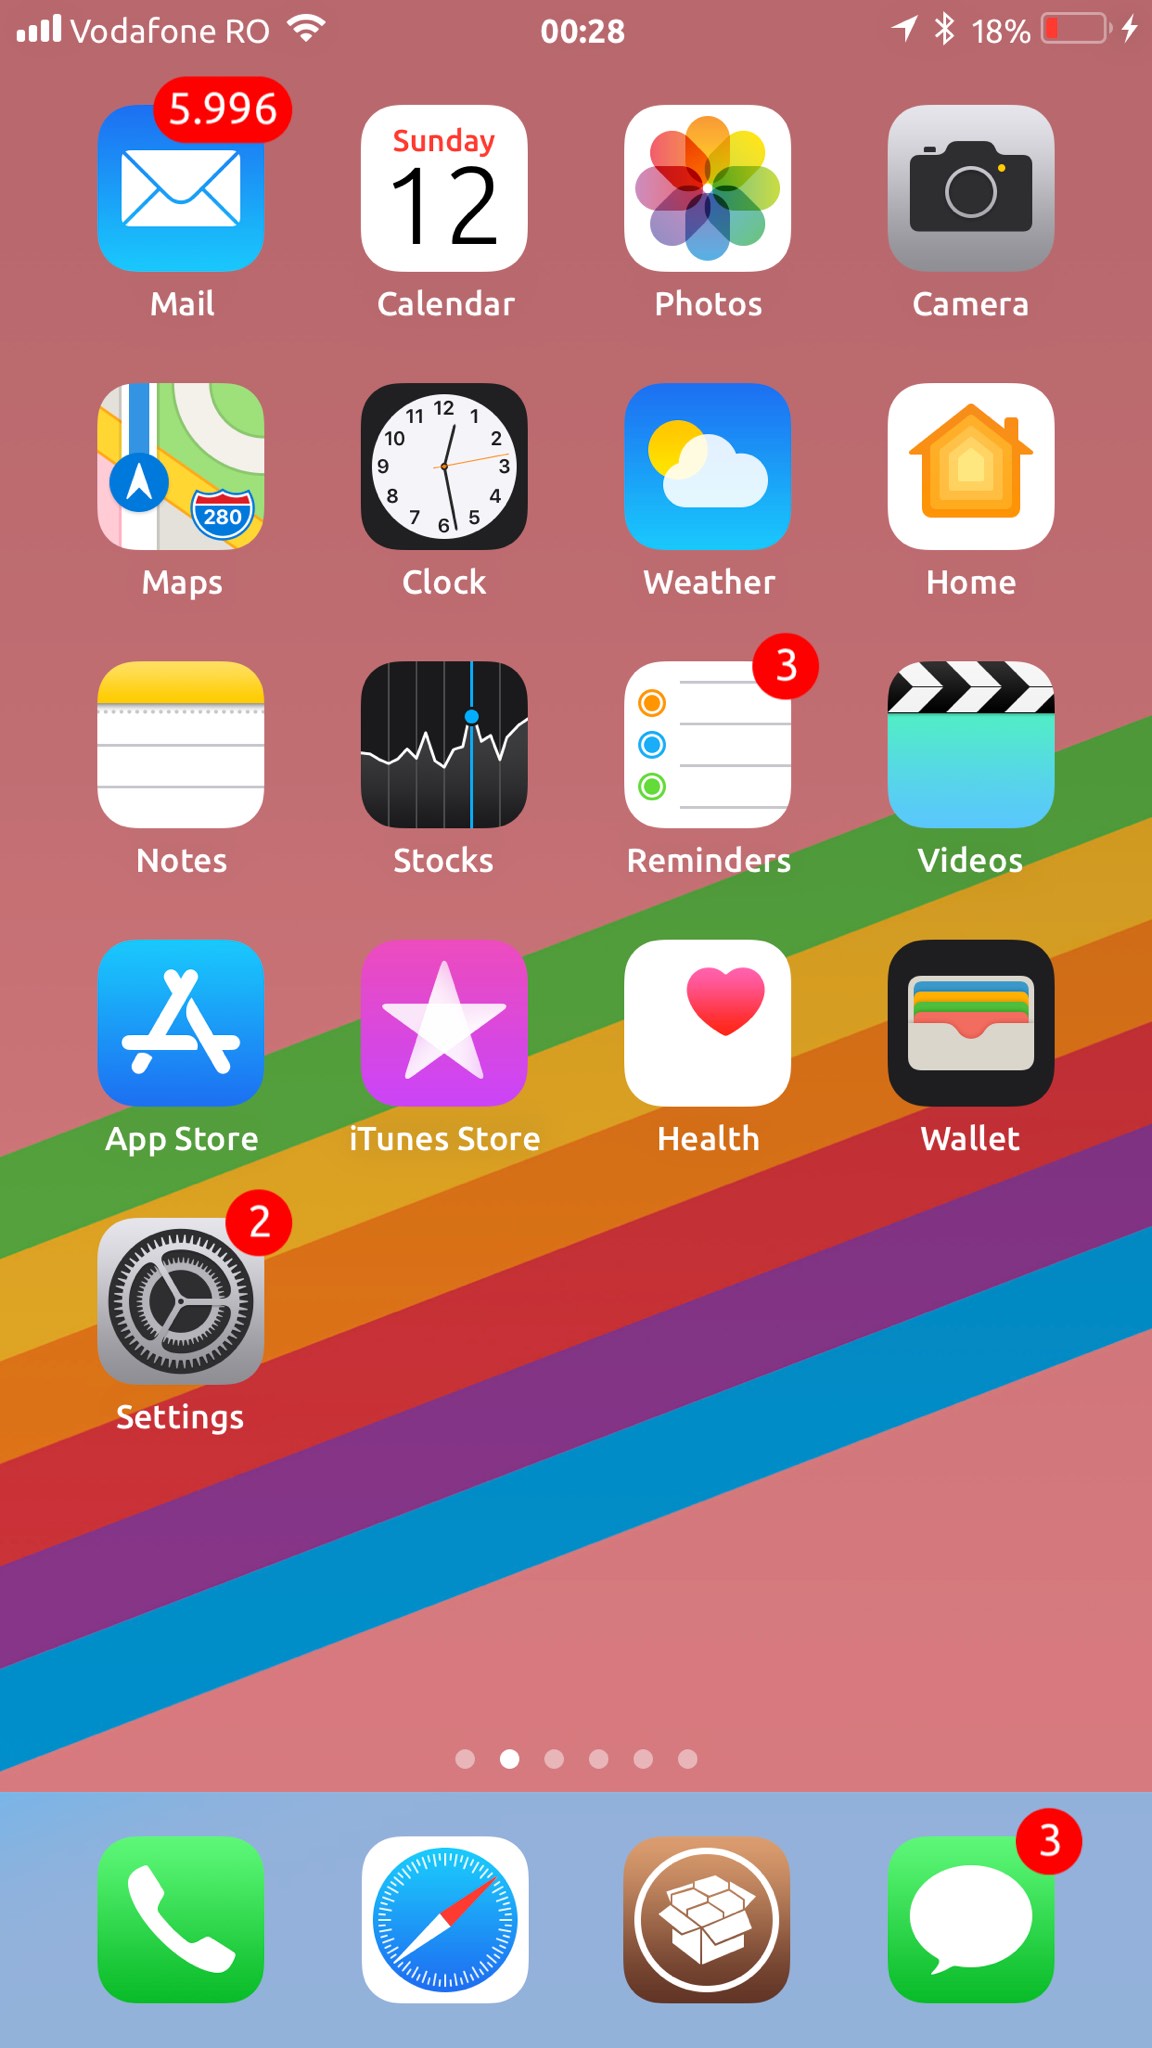 Vodafone RO 00:28 18%
5.996
Sunday
12
Mail Calendar Photos Camera
12
11 1
10 2
9 3
8 4
7 5
6
280
Maps Clock Weather Home
3
Notes Stocks Reminders Videos
App Store iTunes Store Health Wallet
2
Settings
3